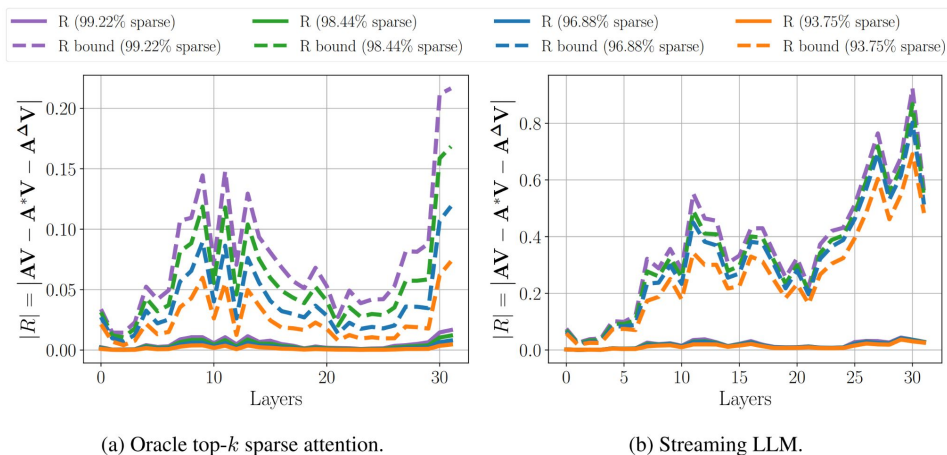 R (99.22% sparse) R (98.44% sparse) R (96.88% sparse) R (93.75% sparse)
R bound (99.22% sparse) R bound (98.44% sparse) R bound (96.88% sparse) R bound (93.75% sparse)
|R| = |AV − A*V − A^ΔV|
0.20
0.15
0.10
0.05
0.00
0 10 20 30
Layers
(a) Oracle top-k sparse attention.
|R| = |AV − A*V − A^ΔV|
0.8
0.6
0.4
0.2
0.0
0 5 10 15 20 25 30
Layers
(b) Streaming LLM.